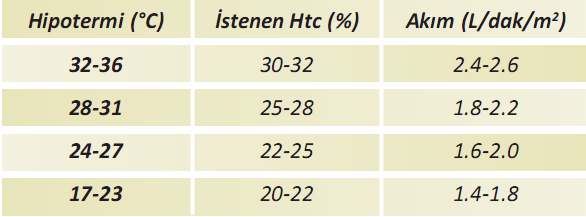 Hipotermi (°C) İstenen Htc (%) Akım (L/dak/m²)
32-36 30-32 2.4-2.6
28-31 25-28 1.8-2.2
24-27 22-25 1.6-2.0
17-23 20-22 1.4-1.8